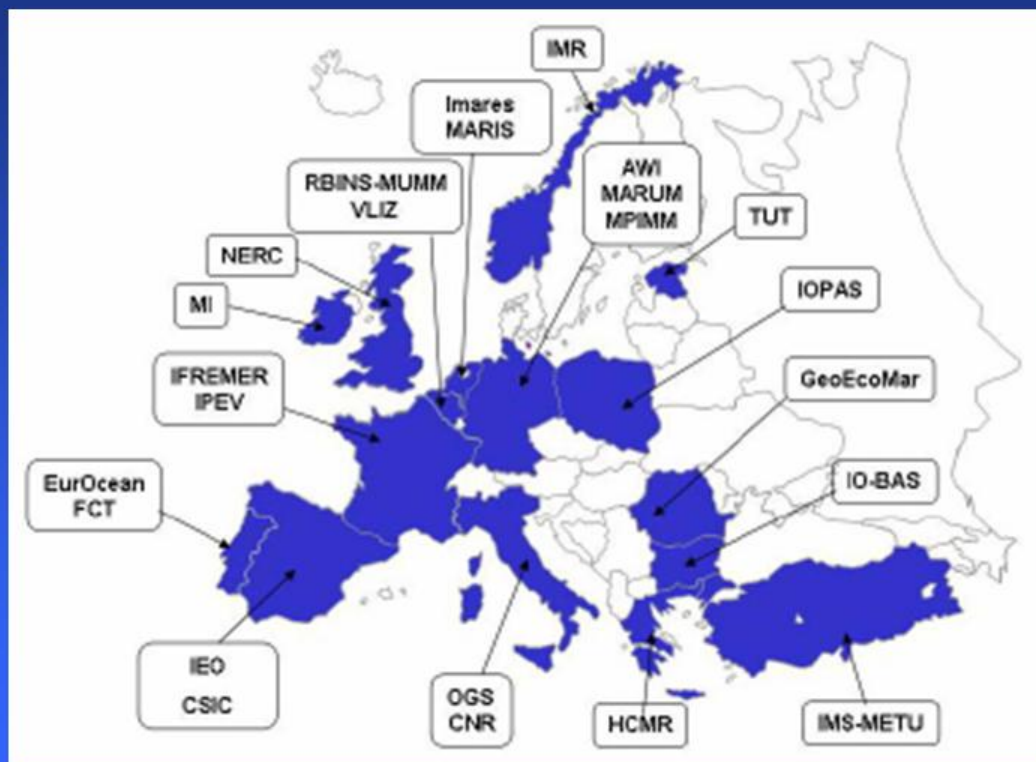 IMR
Imares
MARIS
AWI
MARUM
MPIMM
RBINS-MUMM
VLIZ
TUT
NERC
MI
IOPAS
IFREMER
IPEV
GeoEcoMar
EurOcean
FCT
IO-BAS
IEO
CSIC
OGS
CNR
HCMR
IMS-METU